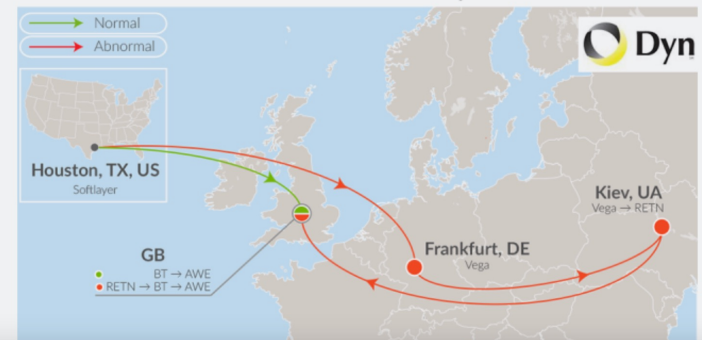 Normal
Abnormal
Dyn
Houston, TX, US
Softlayer
Kiev, UA
Vega → RETN
Frankfurt, DE
Vega
GB
BT → AWE
RETN → BT → AWE